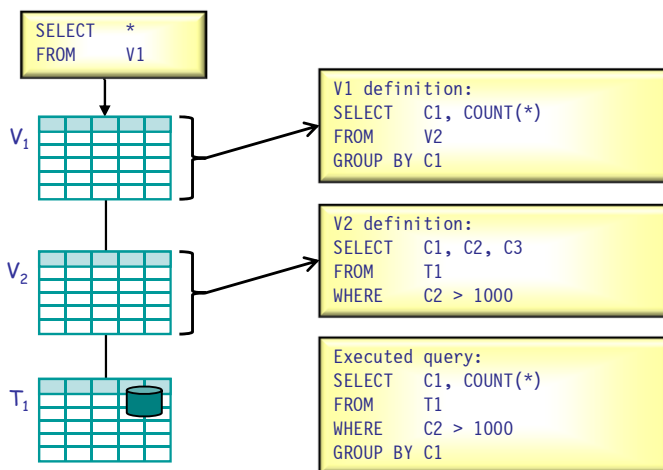 SELECT *
FROM V1
V1
V2
T1
V1 definition:
SELECT C1, COUNT(*)
FROM V2
GROUP BY C1
V2 definition:
SELECT C1, C2, C3
FROM T1
WHERE C2 > 1000
Executed query:
SELECT C1, COUNT(*)
FROM T1
WHERE C2 > 1000
GROUP BY C1